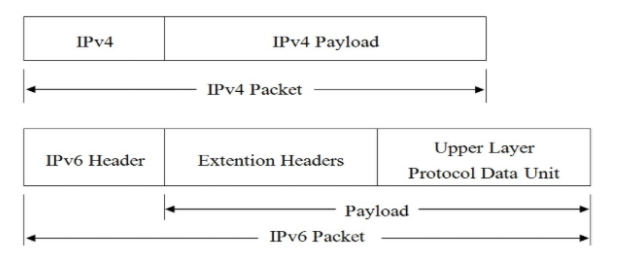 IPv4
IPv4 Payload
IPv4 Packet
IPv6 Header
Extention Headers
Upper Layer
Protocol Data Unit
Payload
IPv6 Packet